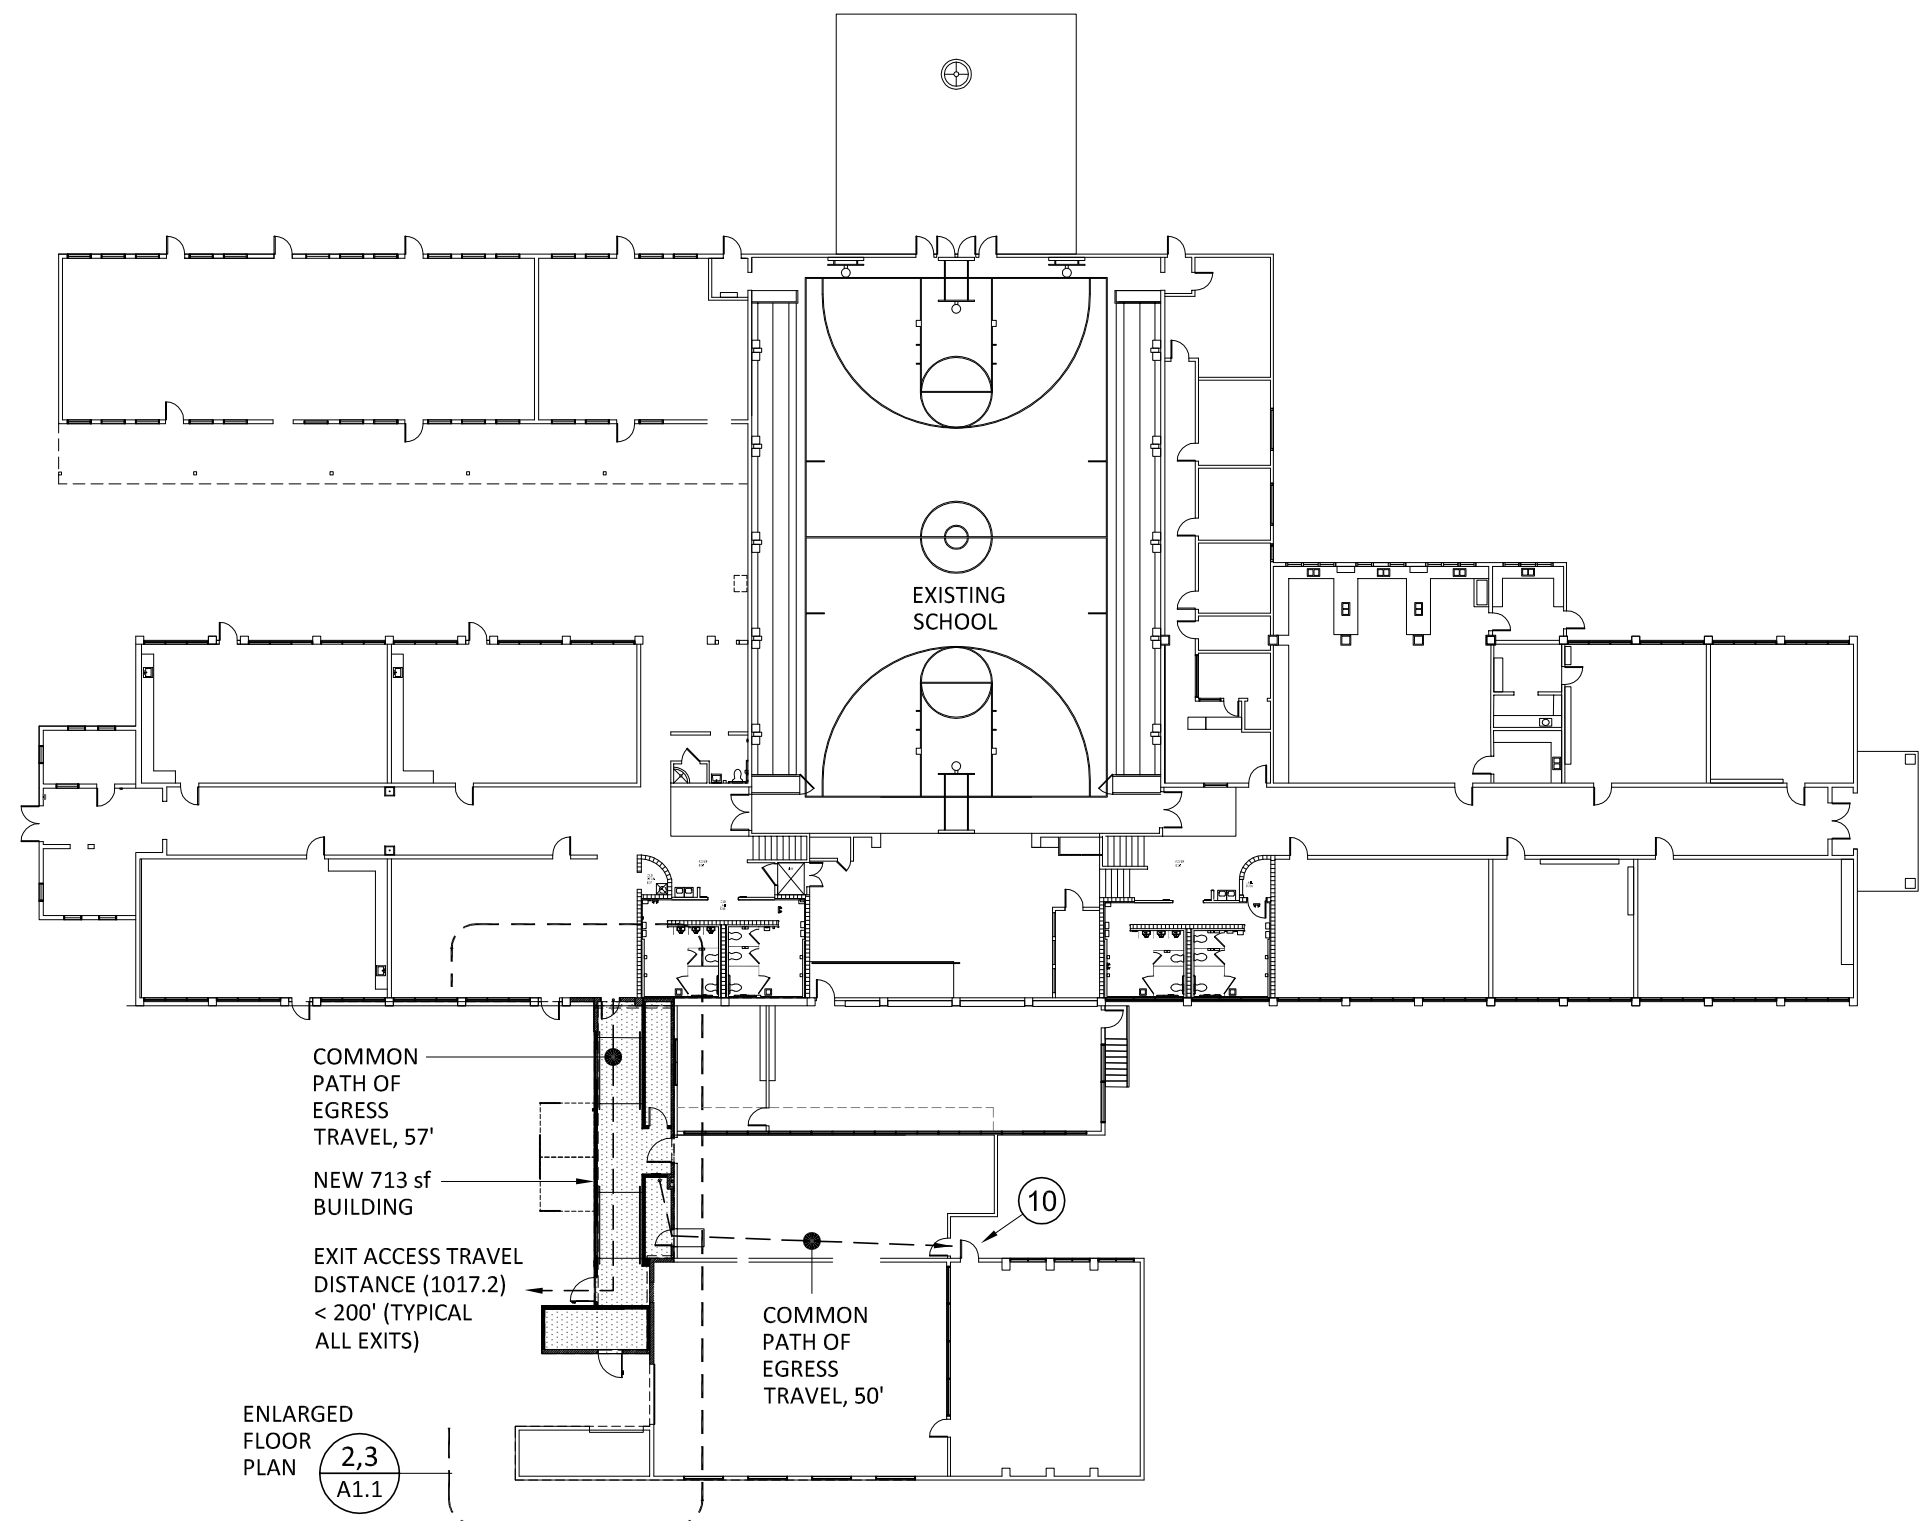 EXISTING
SCHOOL
COMMON
PATH OF
EGRESS
TRAVEL, 57'
NEW 713 sf
BUILDING
10
EXIT ACCESS TRAVEL
DISTANCE (1017.2)
< 200' (TYPICAL
ALL EXITS)
COMMON
PATH OF
EGRESS
TRAVEL, 50'
ENLARGED
FLOOR
PLAN
2,3
A1.1